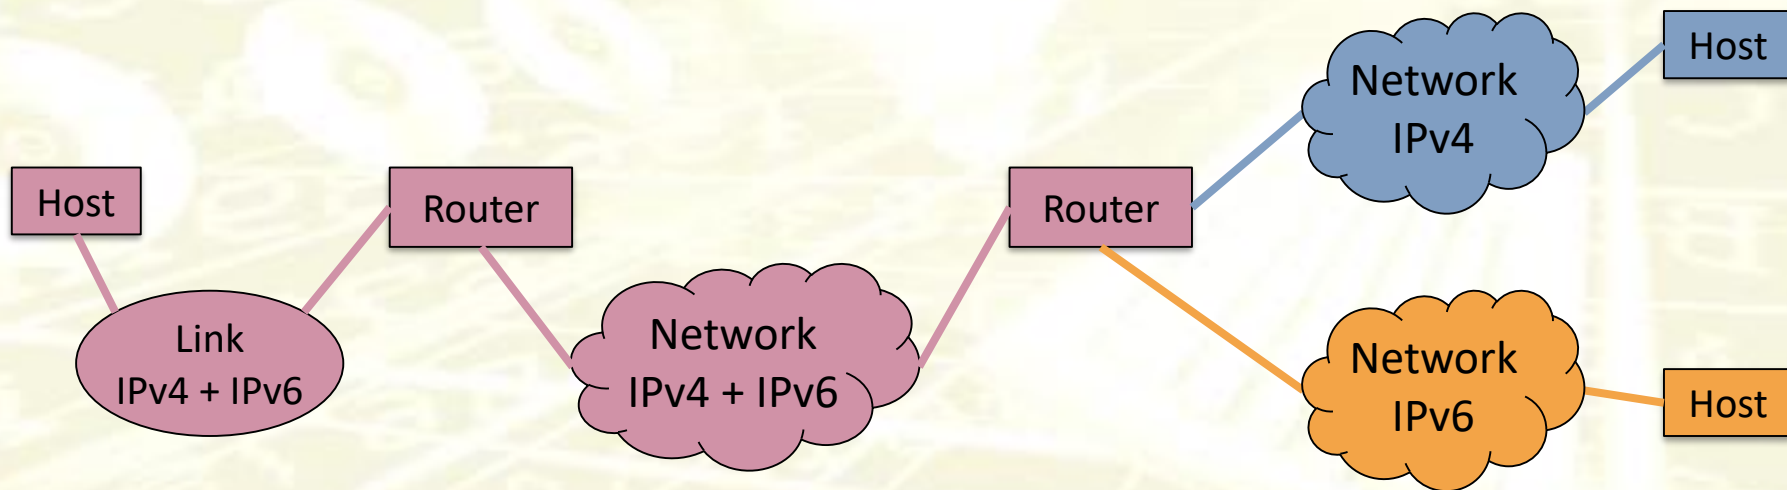 Host
Link
IPv4 + IPv6
Router
Network
IPv4 + IPv6
Router
Network
IPv4
Host
Network
IPv6
Host